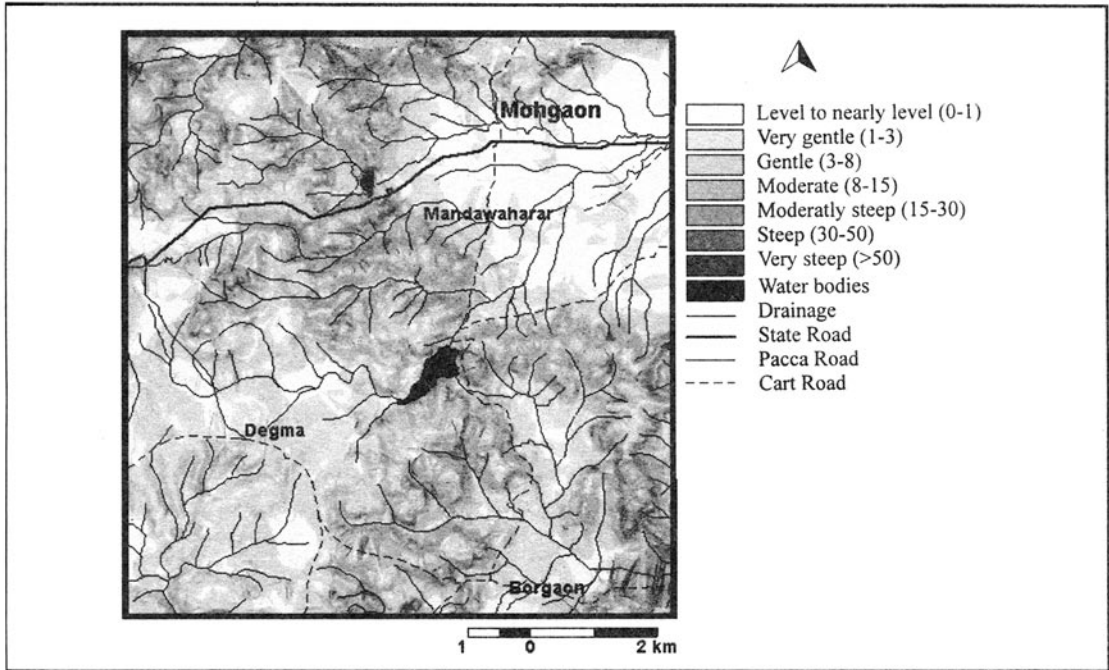 Mohgaon
Mandawaharar
Degma
Borgaon
Level to nearly level (0-1)
Very gentle (1-3)
Gentle (3-8)
Moderate (8-15)
Moderatly steep (15-30)
Steep (30-50)
Very steep (>50)
Water bodies
Drainage
State Road
Pacca Road
Cart Road
1 0 2 km